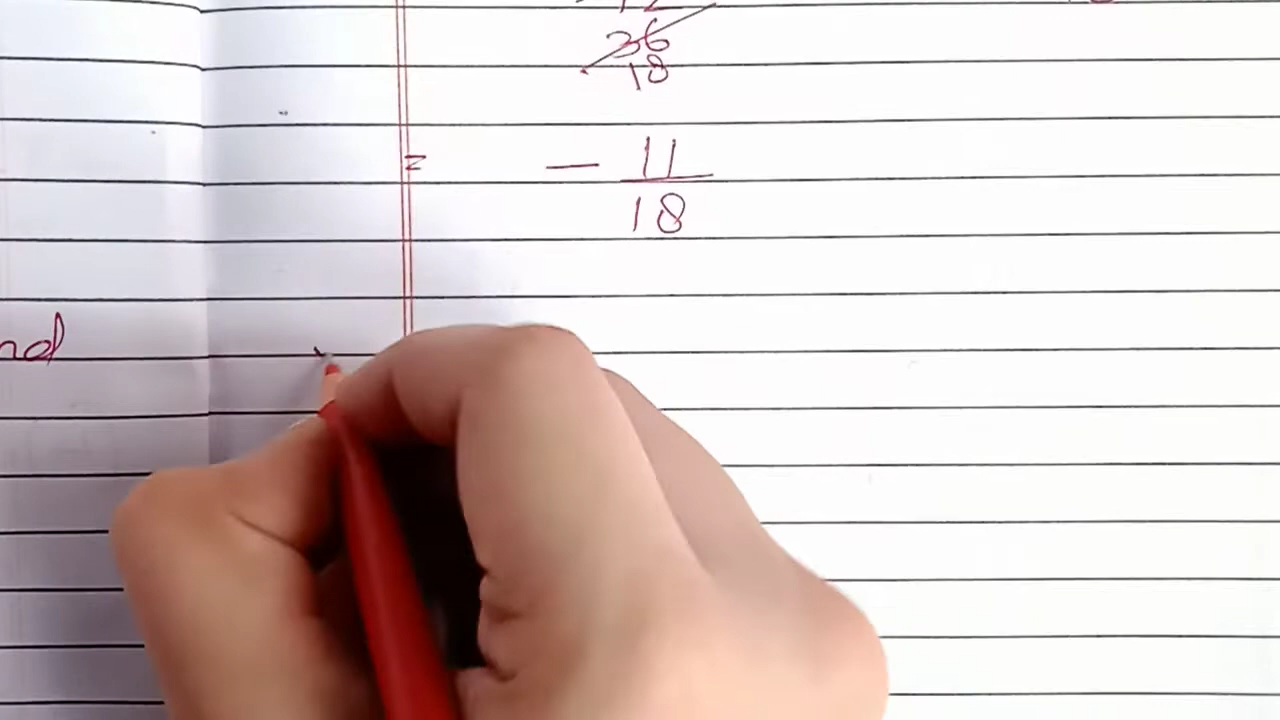 36
18
= - 11
18
nd